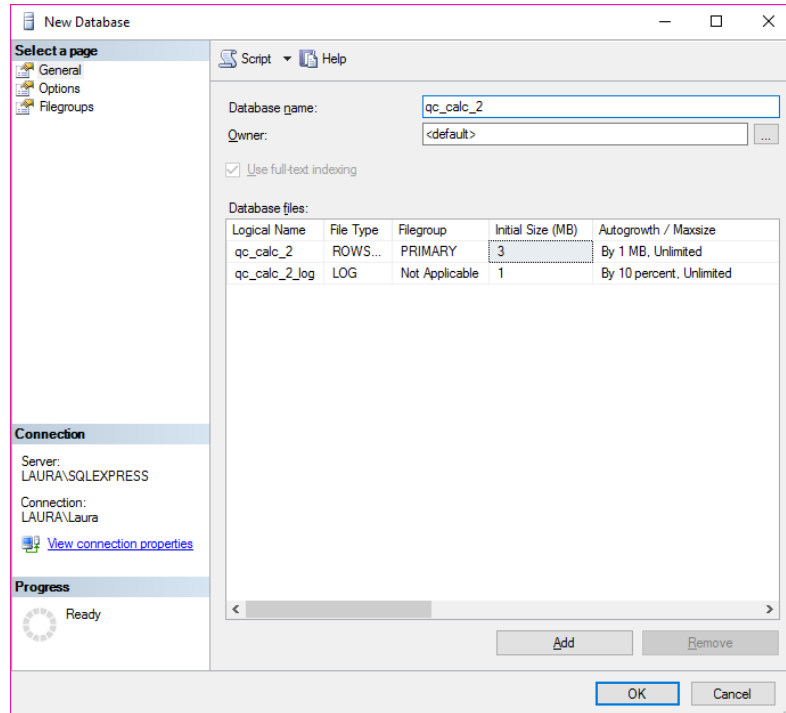 New Database
Select a page
General
Options
Filegroups
Script Help
Database name: qc_calc_2
Owner: <default> ...
Use full-text indexing
Database files:
Logical Name File Type Filegroup Initial Size (MB) Autogrowth / Maxsize
qc_calc_2 ROWS... PRIMARY 3 By 1 MB, Unlimited
qc_calc_2_log LOG Not Applicable 1 By 10 percent, Unlimited
Connection
Server:
LAURA\SQLEXPRESS
Connection:
LAURA\Laura
View connection properties
Progress
Ready
Add Remove
OK Cancel